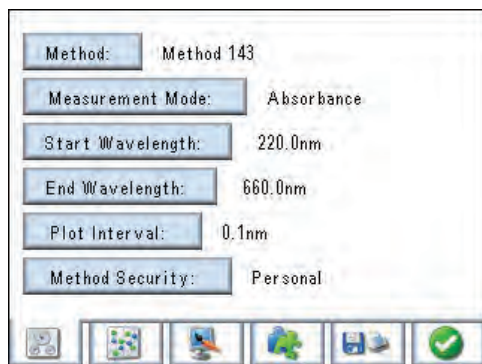 Method: Method 143
Measurement Mode: Absorbance
Start Wavelength: 220.0nm
End Wavelength: 660.0nm
Plot Interval: 0.1nm
Method Security: Personal